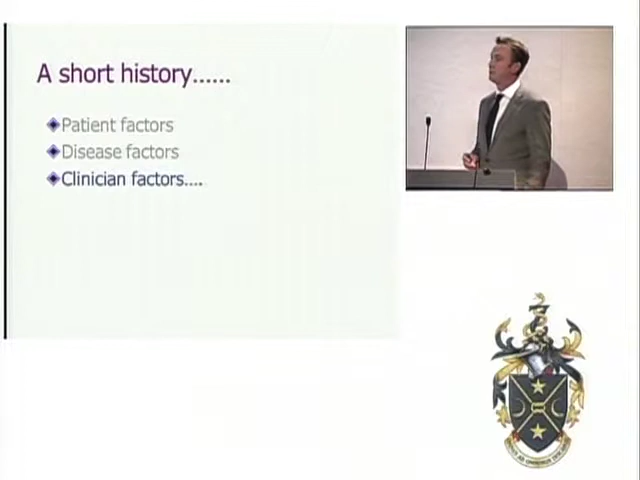 A short history......
Patient factors
Disease factors
Clinician factors....